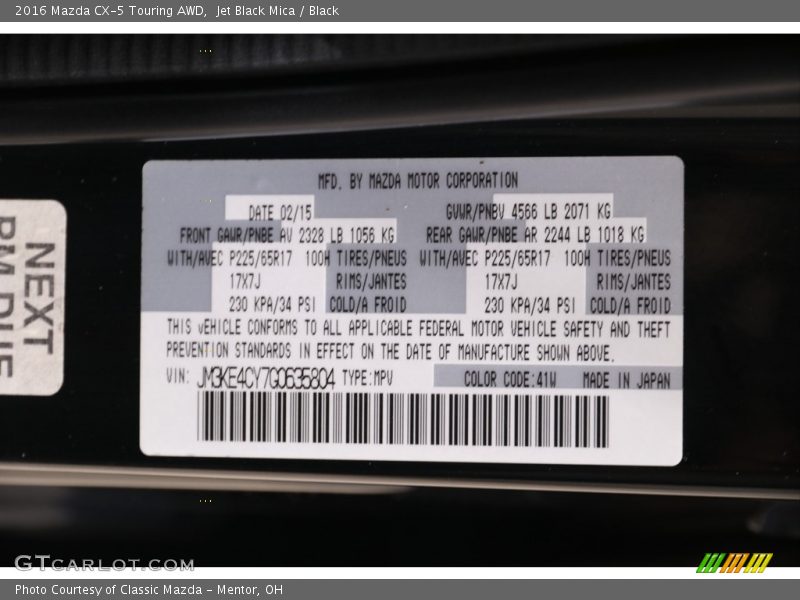 2016 Mazda CX-5 Touring AWD, Jet Black Mica / Black
MFD. BY MAZDA MOTOR CORPORATION
DATE 02/15 GVWR/PNBV 4566 LB 2071 KG
FRONT GAWR/PNBE AV 2328 LB 1056 KG REAR GAWR/PNBE AR 2244 LB 1018 KG
WITH/AVEC P225/65R17 100H TIRES/PNEUS WITH/AVEC P225/65R17 100H TIRES/PNEUS
17X7J RIMS/JANTES 17X7J RIMS/JANTES
230 KPA/34 PSI COLD/A FROID 230 KPA/34 PSI COLD/A FROID
THIS vEHICLE CONFORMS TO ALL APPLICABLE FEDERAL MOTOR VEHICLE SAFETY AND THEFT
PREVENTION STANDARDS IN EFFECT ON THE DATE OF MANUFACTURE SHOWN ABOVE.
VIN: JM3KE4CY7G0635804 TYPE:MPV COLOR CODE:41W MADE IN JAPAN
NEXT
PM DUE
GTCARLOT.COM
Photo Courtesy of Classic Mazda - Mentor, OH